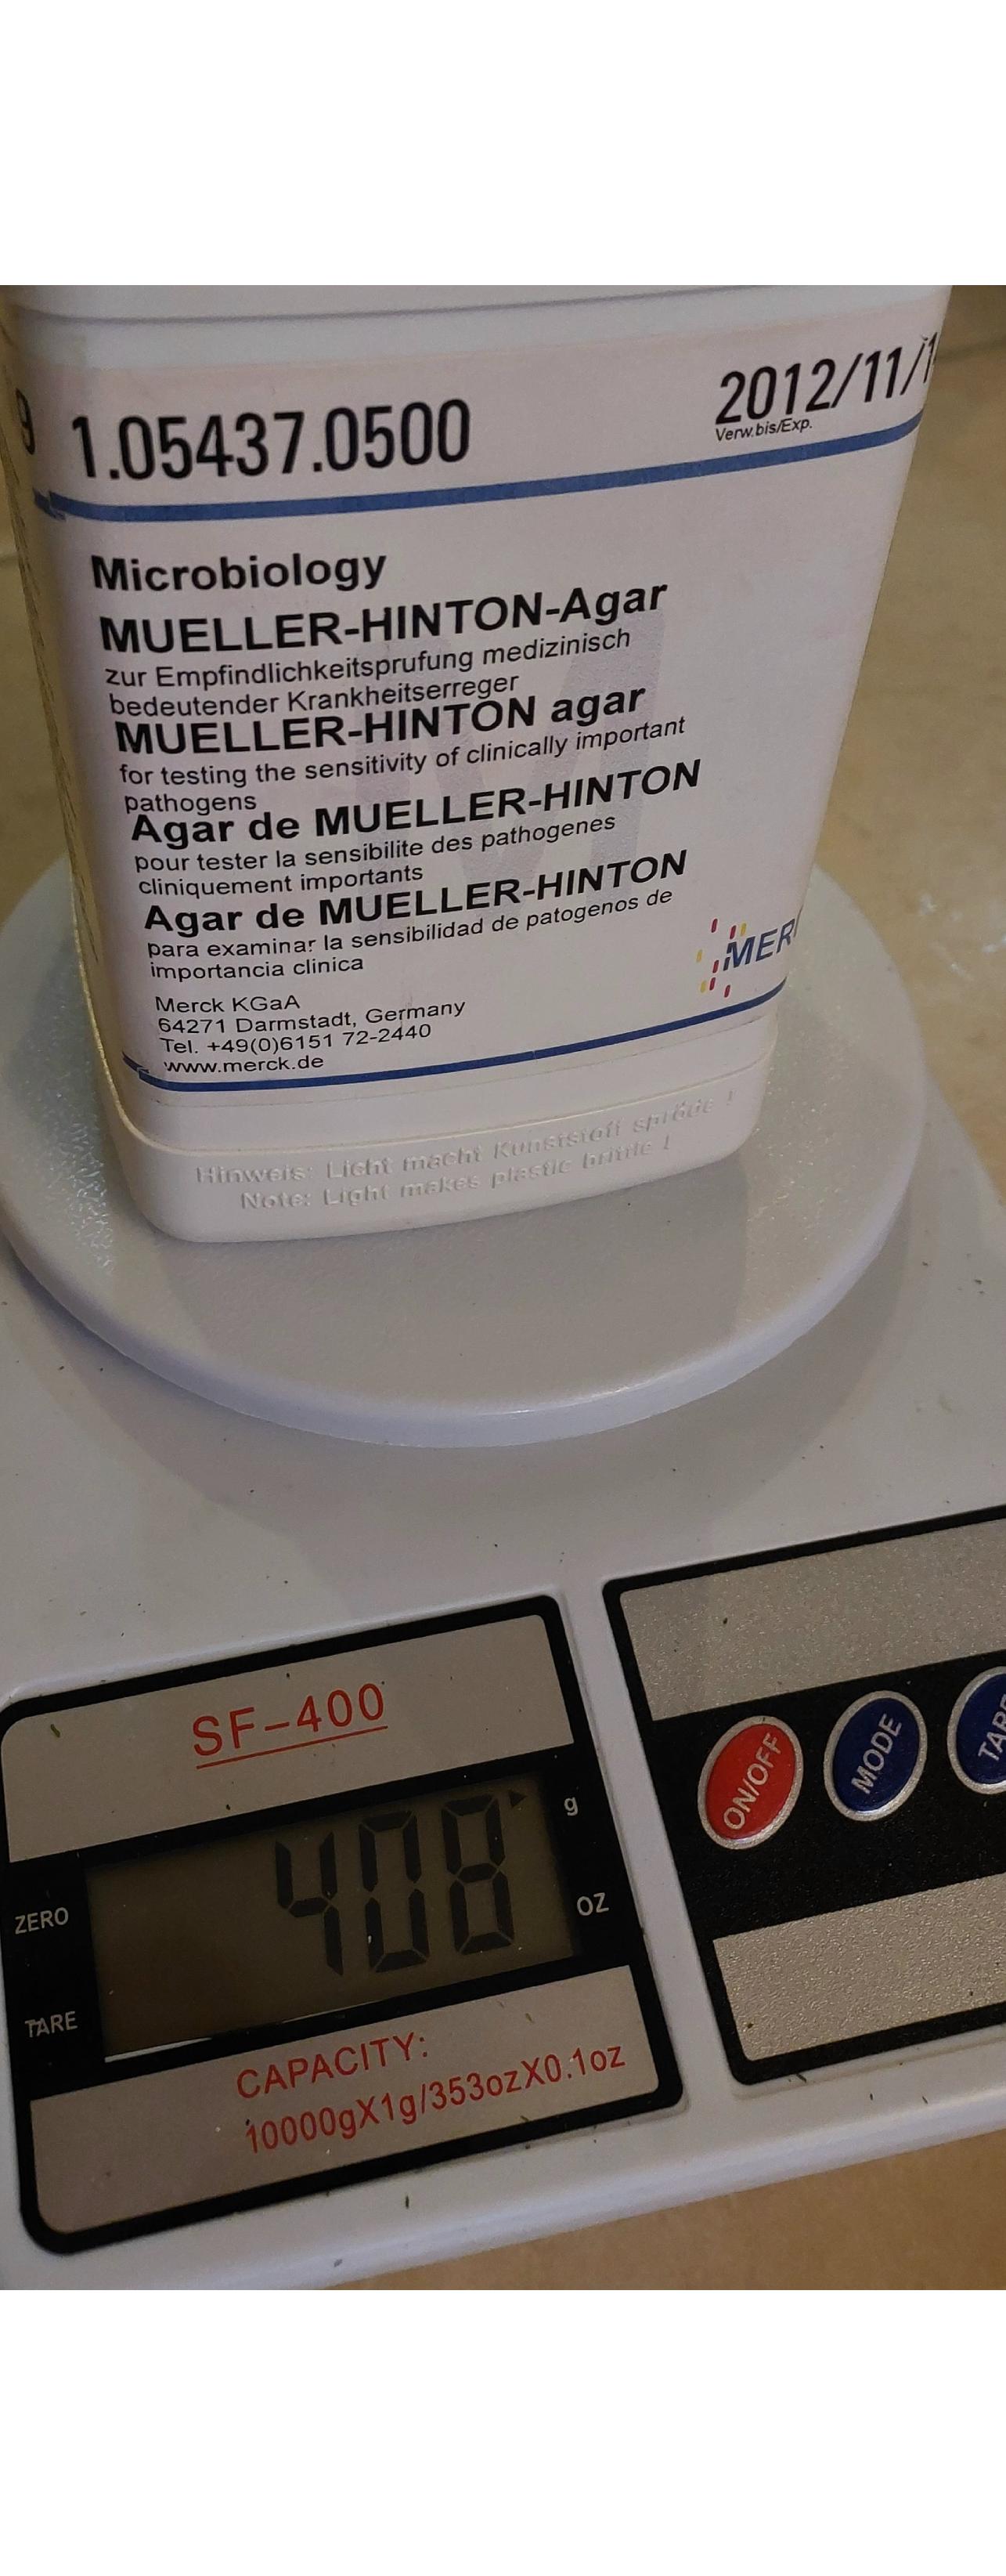 9
1.05437.0500
2012/11/1
Verw.bis/Exp.
Microbiology
MUELLER-HINTON-Agar
zur Empfindlichkeitsprufung medizinisch
bedeutender Krankheitserreger
MUELLER-HINTON agar
for testing the sensitivity of clinically important
pathogens
Agar de MUELLER-HINTON
pour tester la sensibilite des pathogenes
cliniquement importants
Agar de MUELLER-HINTON
para examinar la sensibilidad de patogenos de
importancia clinica
MER
Merck KGaA
64271 Darmstadt, Germany
Tel. +49(0)6151 72-2440
www.merck.de
Hinweis: Licht macht Kunststoff spröde !
Note: Light makes plastic brittle !
SF-400
408
g
OZ
ZERO
TARE
CAPACITY:
10000gX1g/353ozX0.1oz
ON/OFF
MODE
TARE